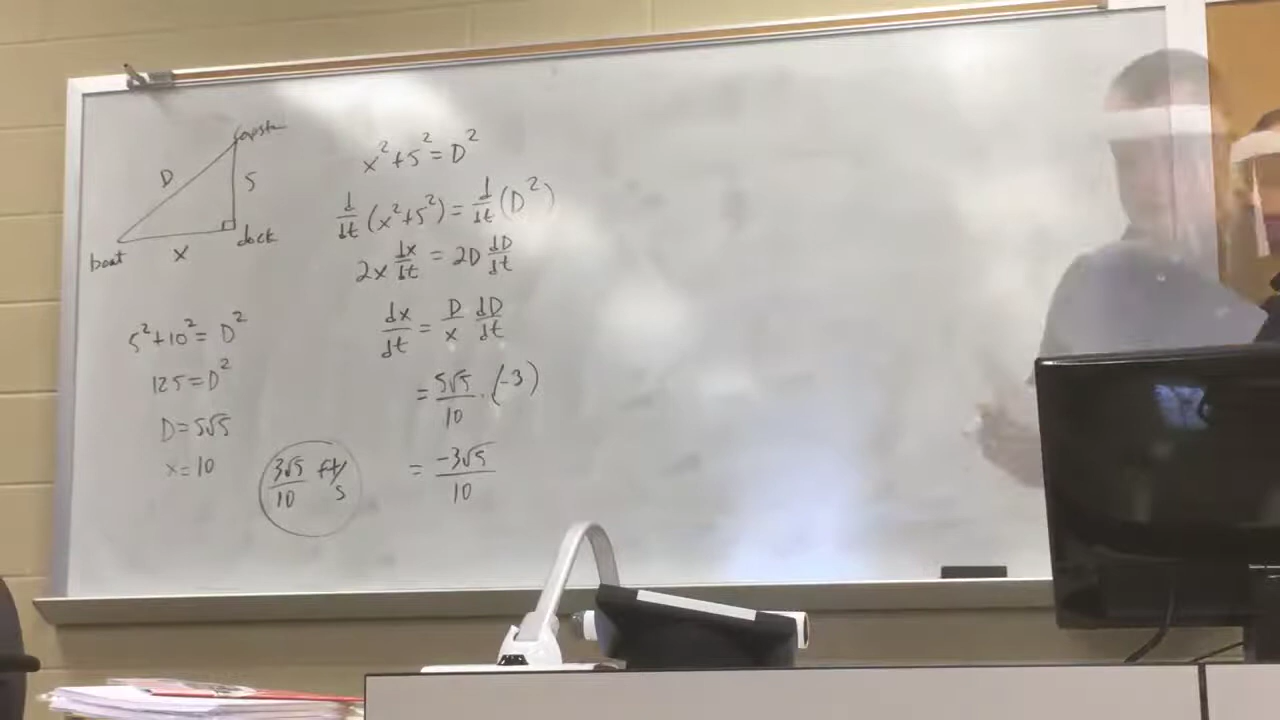 capstan
D
5
boat
x
dock
5²+10² = D²
125 = D²
D = 5√5
x = 10
3√5/10 ft/s
x²+5² = D²
d/dt (x²+5²) = d/dt (D²)
2x dx/dt = 2D dD/dt
dx/dt = D/x dD/dt
= 5√5/10 · (-3)
= -3√5/10